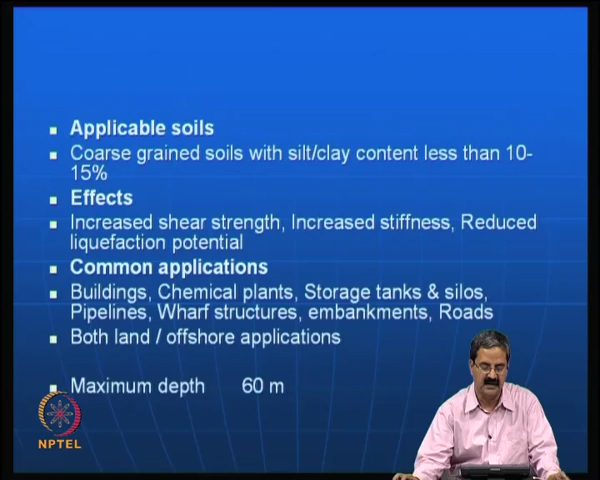 Applicable soils
Coarse grained soils with silt/clay content less than 10-
15%
Effects
Increased shear strength, Increased stiffness, Reduced
liquefaction potential
Common applications
Buildings, Chemical plants, Storage tanks & silos,
Pipelines, Wharf structures, embankments, Roads
Both land / offshore applications
Maximum depth 60 m
NPTEL